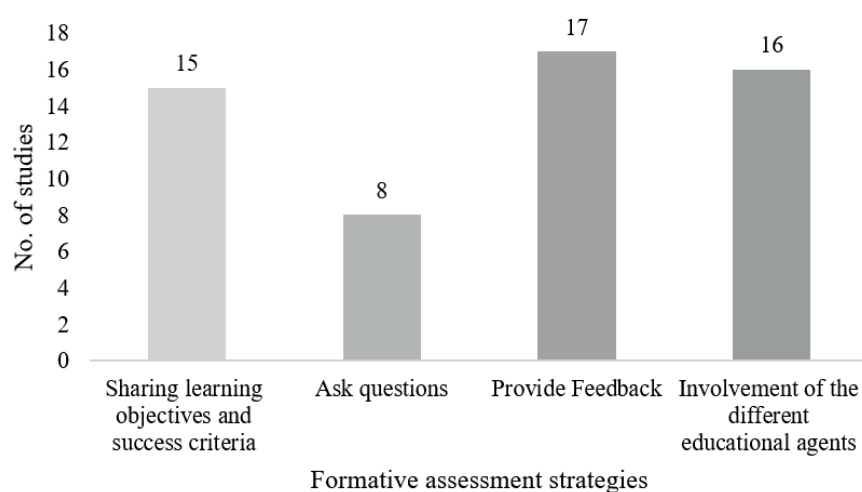 18
16
14
12
10
8
6
4
2
0
No. of studies
15
8
17
16
Sharing learning
objectives and
success criteria
Ask questions
Provide Feedback
Involvement of the
different
educational agents
Formative assessment strategies